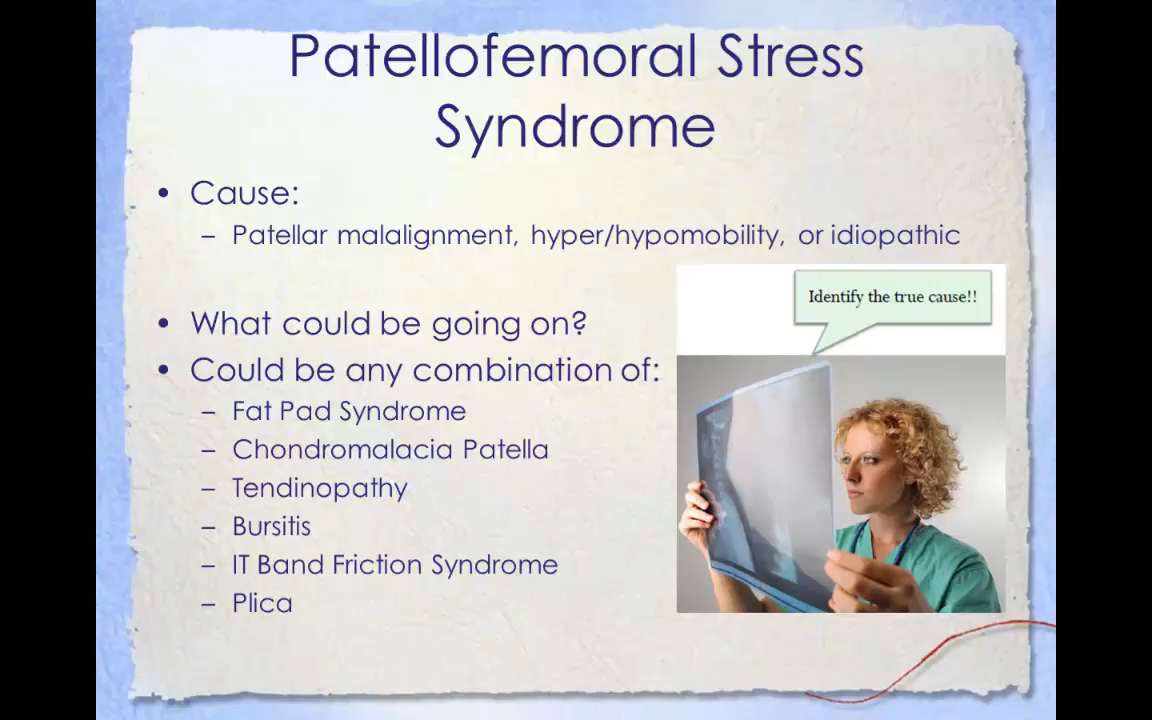 Patellofemoral Stress
Syndrome
• Cause:
– Patellar malalignment, hyper/hypomobility, or idiopathic
Identify the true cause!!
• What could be going on?
• Could be any combination of:
– Fat Pad Syndrome
– Chondromalacia Patella
– Tendinopathy
– Bursitis
– IT Band Friction Syndrome
– Plica